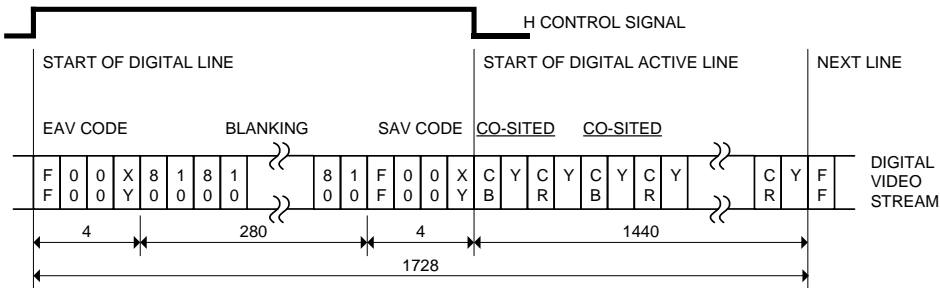 H CONTROL SIGNAL
START OF DIGITAL LINE START OF DIGITAL ACTIVE LINE NEXT LINE
EAV CODE BLANKING SAV CODE CO-SITED CO-SITED
F 0 0 X 8 1 8 1 8 1 F 0 0 X C Y C Y C Y C Y C Y F
F 0 0 Y 0 0 0 0 0 0 F 0 0 Y B R B R R F
DIGITAL
VIDEO
STREAM
4 280 4 1440
1728